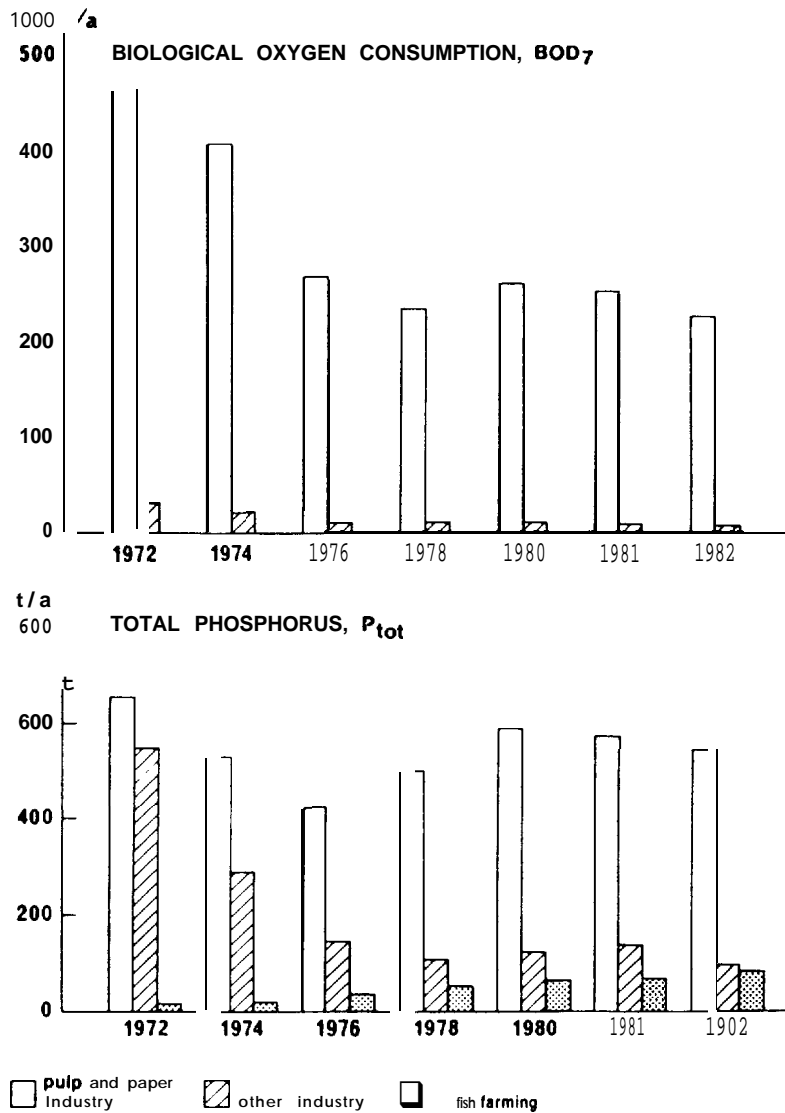 1000 /a
500 BIOLOGICAL OXYGEN CONSUMPTION, BOD7
400
300
200
100
0
1972 1974 1976 1978 1980 1981 1982
t/a
600 TOTAL PHOSPHORUS, Ptot
t
600
400
200
0
1972 1974 1976 1978 1980 1981 1902
pulp and paper Industry
other industry
fish farming